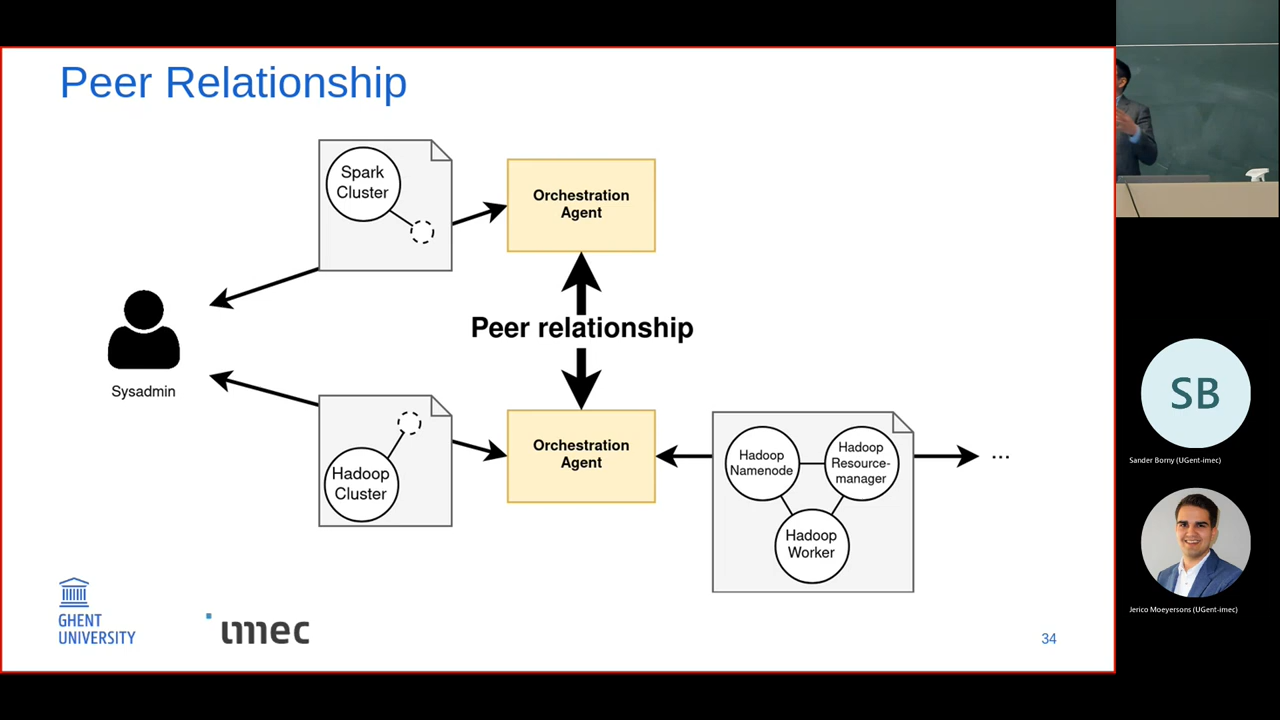 Peer Relationship
Spark
Cluster
Orchestration
Agent
Peer relationship
Sysadmin
Hadoop
Cluster
Orchestration
Agent
Hadoop
Namenode
Hadoop
Resource-
manager
Hadoop
Worker
...
GHENT
UNIVERSITY
imec
34
SB
Sander Borny (UGent-imec)
Jerico Moeyersons (UGent-imec)